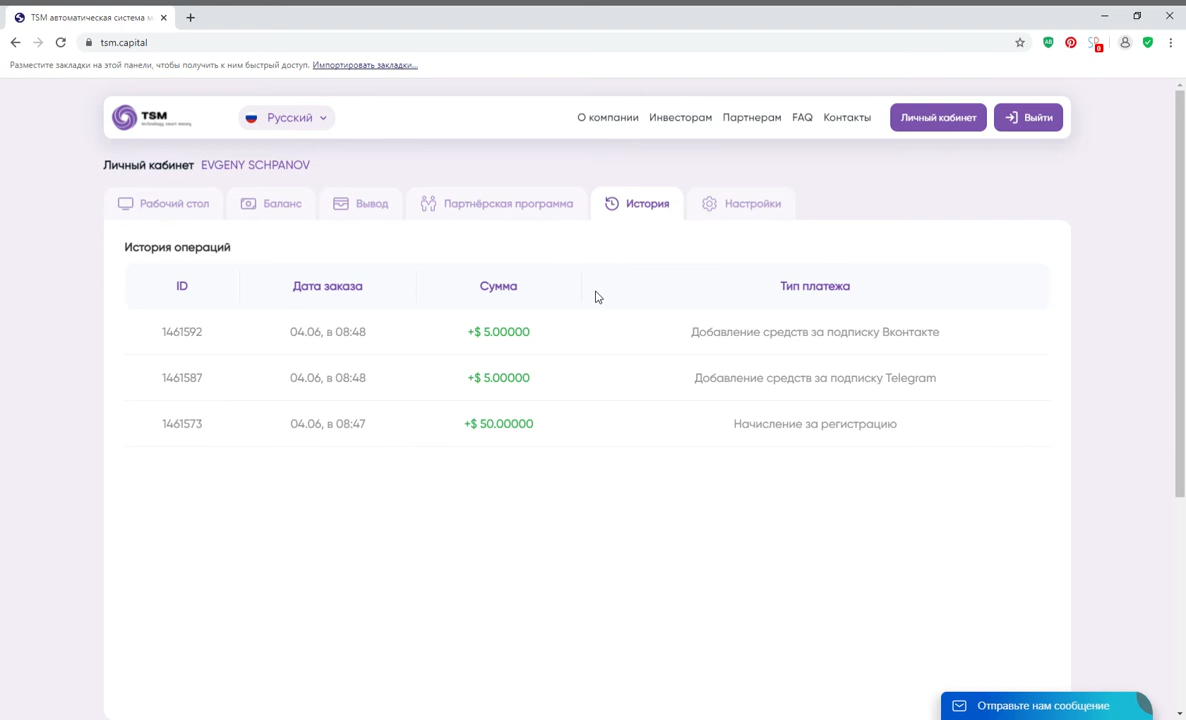 TSM автоматическая система м
tsm.capital
Разместите закладки на этой панели, чтобы получить к ним быстрый доступ. Импортировать закладки...
TSM
technology smart money
Русский
О компании Инвесторам Партнерам FAQ Контакты Личный кабинет Выйти
Личный кабинет EVGENY SCHPANOV
Рабочий стол Баланс Вывод Партнёрская программа История Настройки
История операций
ID Дата заказа Сумма Тип платежа
1461592 04.06, в 08:48 +$ 5.00000 Добавление средств за подписку Вконтакте
1461587 04.06, в 08:48 +$ 5.00000 Добавление средств за подписку Telegram
1461573 04.06, в 08:47 +$ 50.00000 Начисление за регистрацию
Отправьте нам сообщение